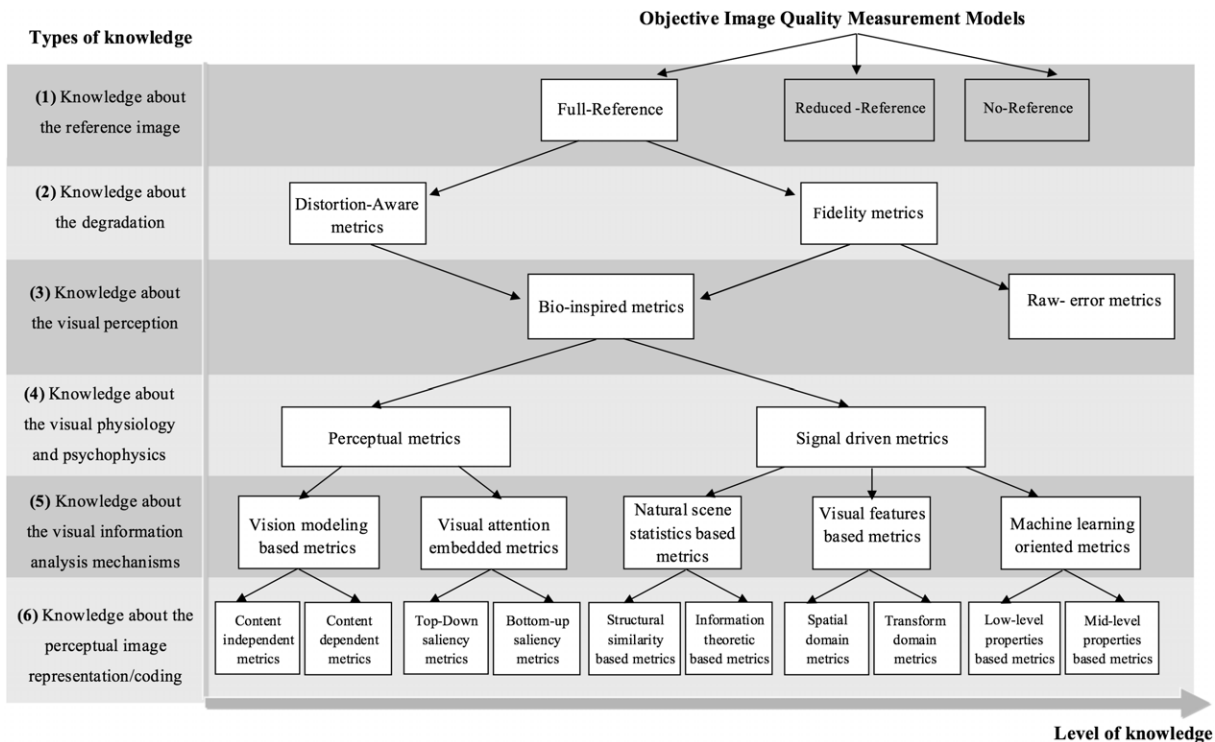 Objective Image Quality Measurement Models
Types of knowledge
(1) Knowledge about
the reference image
Full-Reference
Reduced -Reference
No-Reference
(2) Knowledge about
the degradation
Distortion-Aware
metrics
Fidelity metrics
(3) Knowledge about
the visual perception
Bio-inspired metrics
Raw- error metrics
(4) Knowledge about
the visual physiology
and psychophysics
Perceptual metrics
Signal driven metrics
(5) Knowledge about
the visual information
analysis mechanisms
Vision modeling
based metrics
Visual attention
embedded metrics
Natural scene
statistics based
metrics
Visual features
based metrics
Machine learning
oriented metrics
(6) Knowledge about the
perceptual image
representation/coding
Content
independent
metrics
Content
dependent
metrics
Top-Down
saliency
metrics
Bottom-up
saliency
metrics
Structural
similarity
based metrics
Information
theoretic
based metrics
Spatial
domain
metrics
Transform
domain
metrics
Low-level
properties
based metrics
Mid-level
properties
based metrics
Level of knowledge